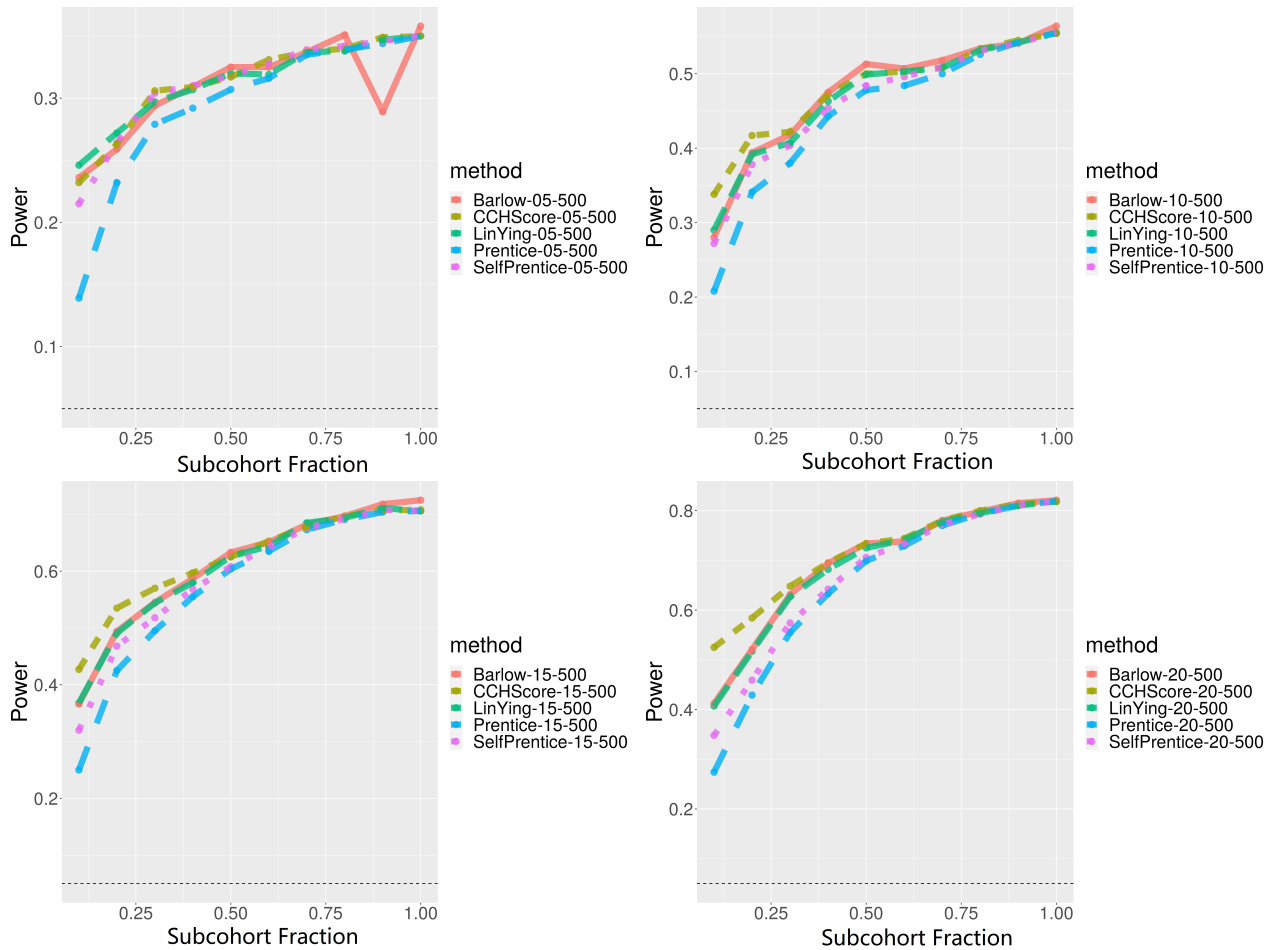 Power
0.3
0.2
0.1
0.25 0.50 0.75 1.00
Subcohort Fraction
method
Barlow-05-500
CCHScore-05-500
LinYing-05-500
Prentice-05-500
SelfPrentice-05-500
Power
0.5
0.4
0.3
0.2
0.1
0.25 0.50 0.75 1.00
Subcohort Fraction
method
Barlow-10-500
CCHScore-10-500
LinYing-10-500
Prentice-10-500
SelfPrentice-10-500
Power
0.6
0.4
0.2
0.25 0.50 0.75 1.00
Subcohort Fraction
method
Barlow-15-500
CCHScore-15-500
LinYing-15-500
Prentice-15-500
SelfPrentice-15-500
Power
0.8
0.6
0.4
0.2
0.25 0.50 0.75 1.00
Subcohort Fraction
method
Barlow-20-500
CCHScore-20-500
LinYing-20-500
Prentice-20-500
SelfPrentice-20-500